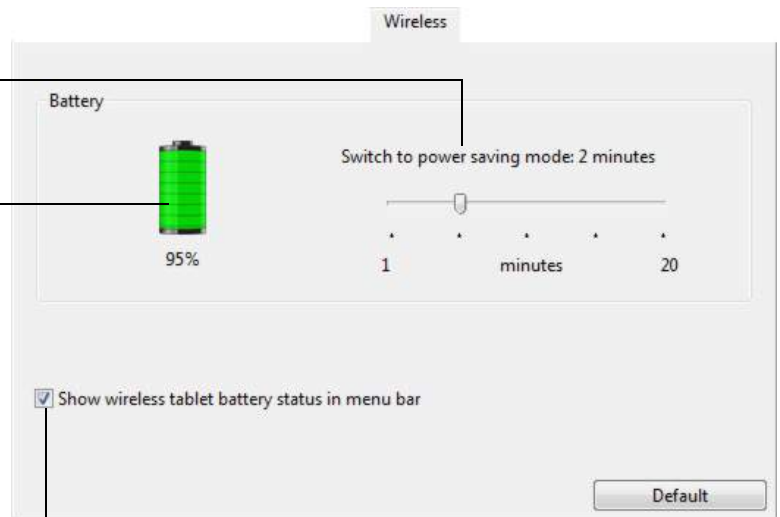 Wireless
Battery
Switch to power saving mode: 2 minutes
95%
1 minutes 20
Show wireless tablet battery status in menu bar
Default